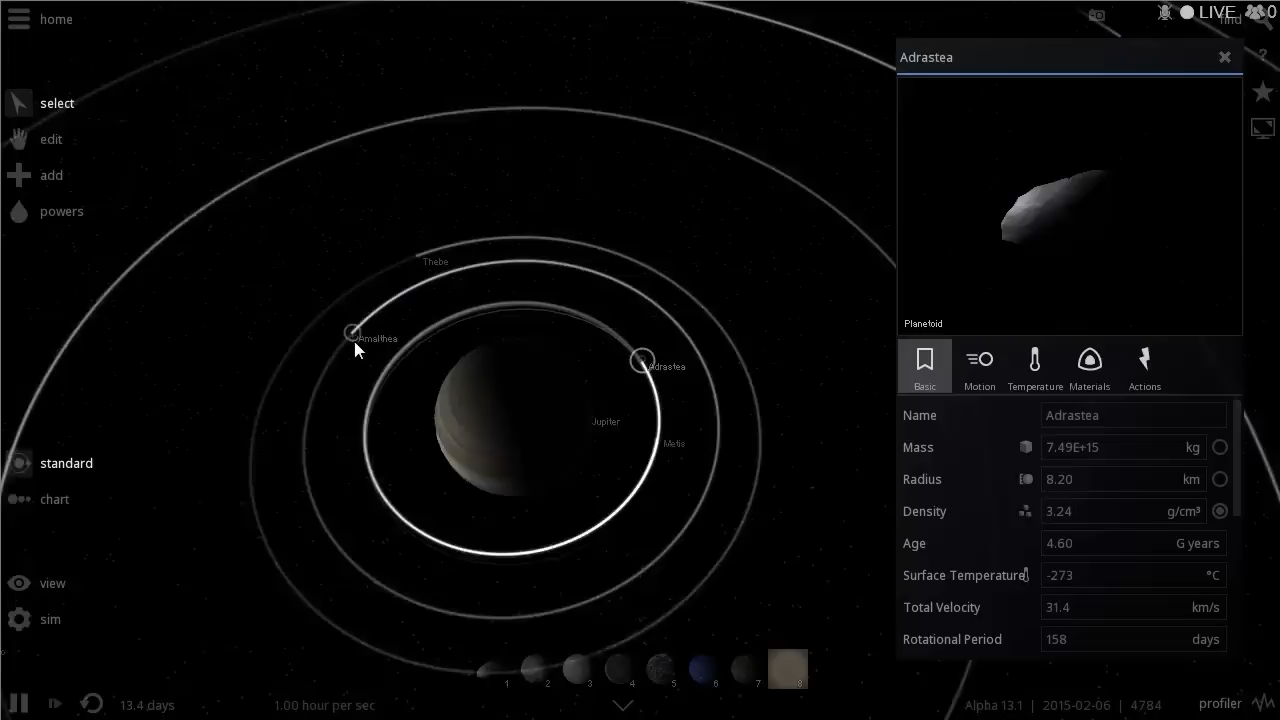 home
find
LIVE 0
Adrastea
?
select
edit
add
powers
Thebe
Planetoid
Amalthea
Adrastea
Basic Motion Temperature Materials Actions
Name Adrastea
Jupiter
Metis
Mass 7.49E+15 kg
standard
Radius 8.20 km
chart
Density 3.24 g/cm³
Age 4.60 G years
view
Surface Temperature -273 °C
sim
Total Velocity 31.4 km/s
Rotational Period 158 days
1 2 3 4 5 6 7 8
13.4 days 1.00 hour per sec
Alpha 13.1 | 2015-02-06 | 4784 profiler